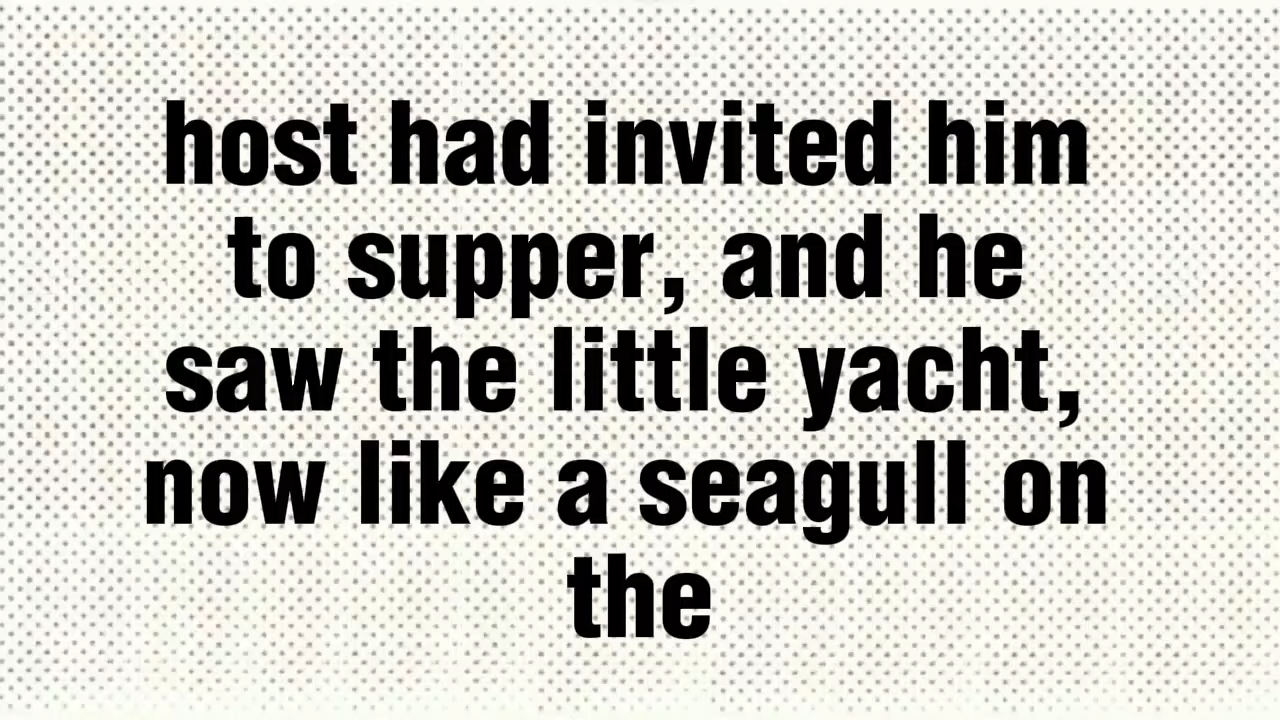 host had invited him
to supper, and he
saw the little yacht,
now like a seagull on
the